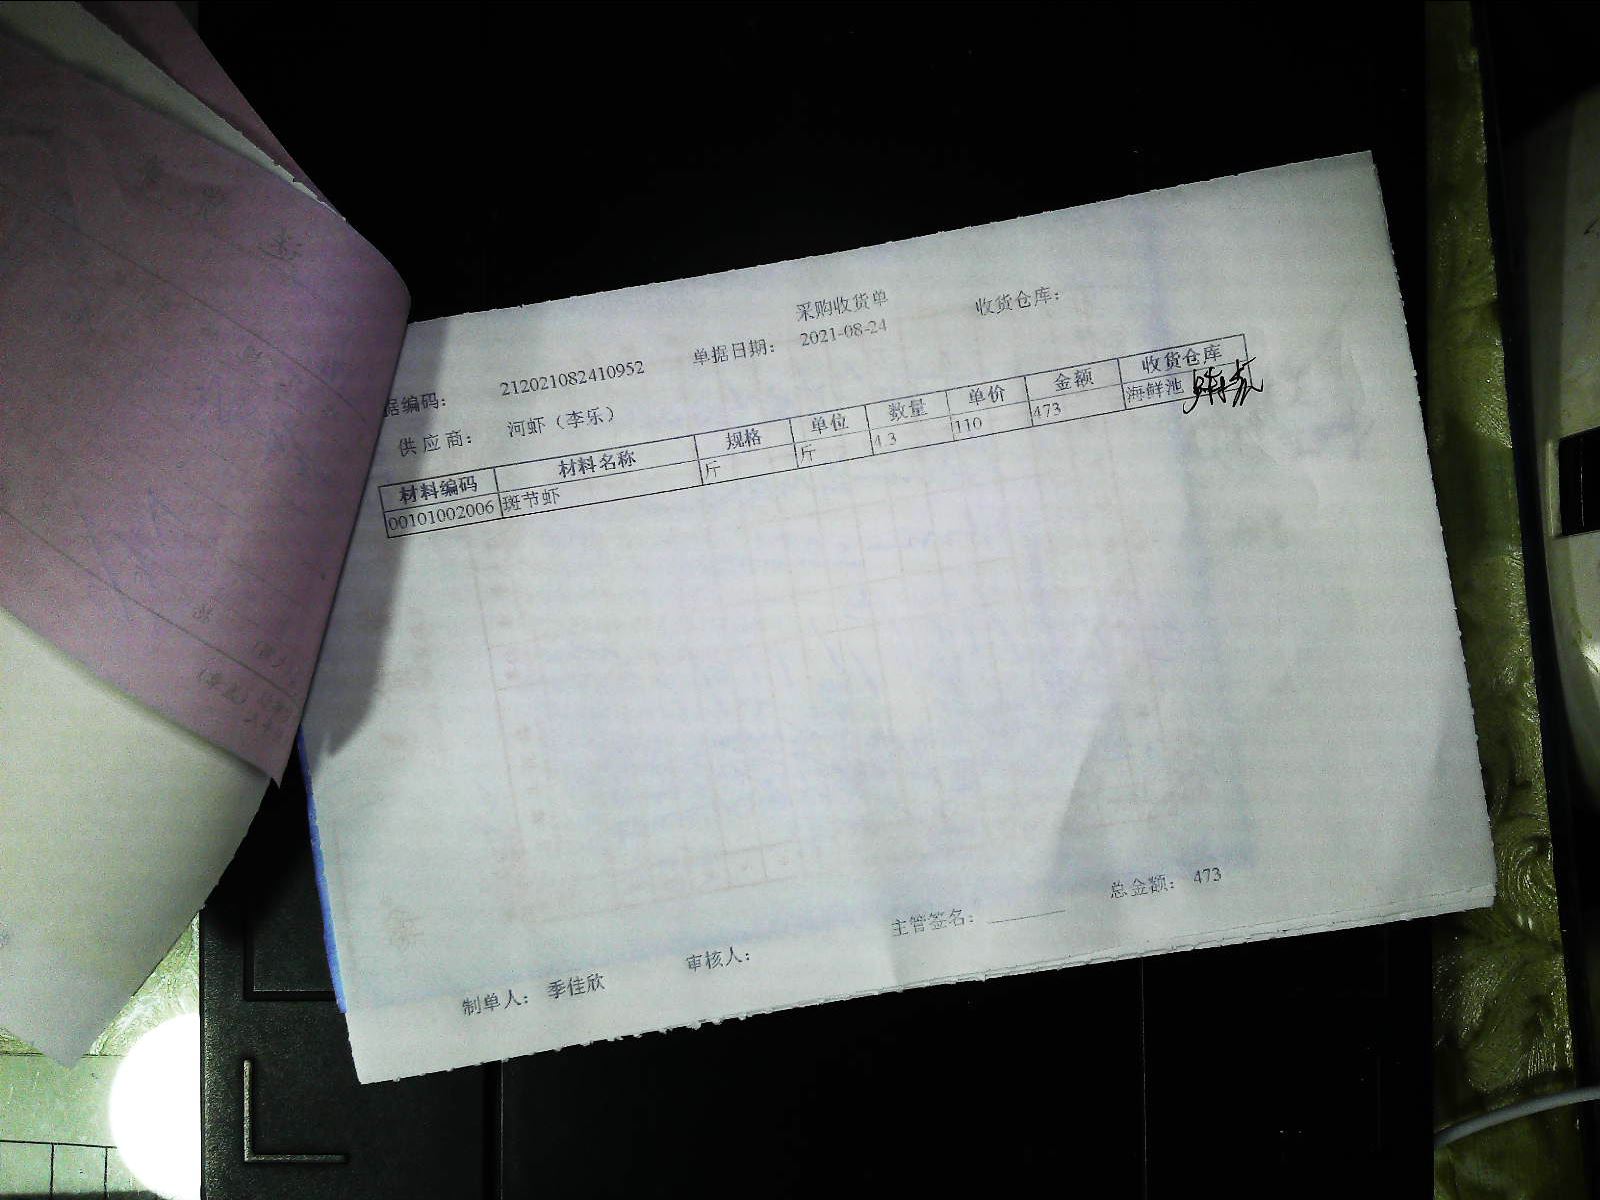 采购收货单
据编码： 212021082410952 单据日期： 2021-08-24 收货仓库：
供应商： 河虾（李乐）
材料编码 材料名称 规格 单位 数量 单价 金额 收货仓库
00101002006 斑节虾 斤 斤 4.3 110 473 海鲜池
总金额： 473
主管签名：
审核人：
制单人： 季佳欣